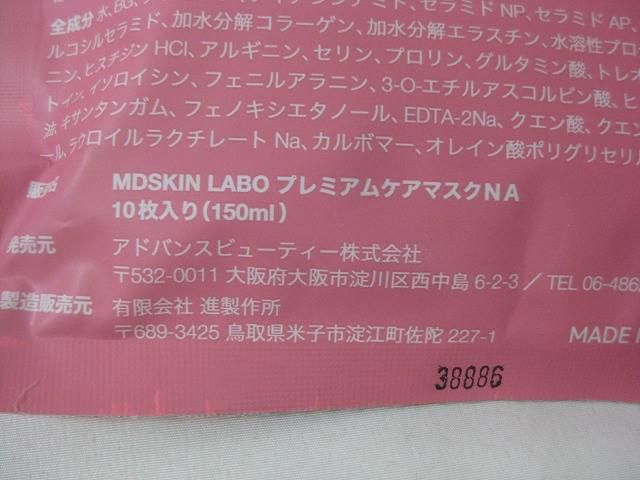 セラミドNP、セラミドAP、
全成分 水、BG、
ルコシルセラミド、加水分解コラーゲン、加水分解エラスチン、水溶性プロ
ニン、ヒスチジンHCl、アルギニン、セリン、プロリン、グルタミン酸、トレ
イン、イソロイシン、フェニルアラニン、3-O-エチルアスコルビン酸、ヒ
キサンタンガム、フェノキシエタノール、EDTA-2Na、クエン酸、クエ
ール、ラウロイルラクチレートNa、カルボマー、オレイン酸ポリグリセリル
MDSKIN LABO プレミアムケアマスクNA
10枚入り(150ml)
発売元 アドバンスビューティー株式会社
〒532-0011 大阪府大阪市淀川区西中島 6-2-3／TEL 06-486
製造販売元 有限会社 進製作所
〒689-3425 鳥取県米子市淀江町佐陀 227-1 MADE
38886